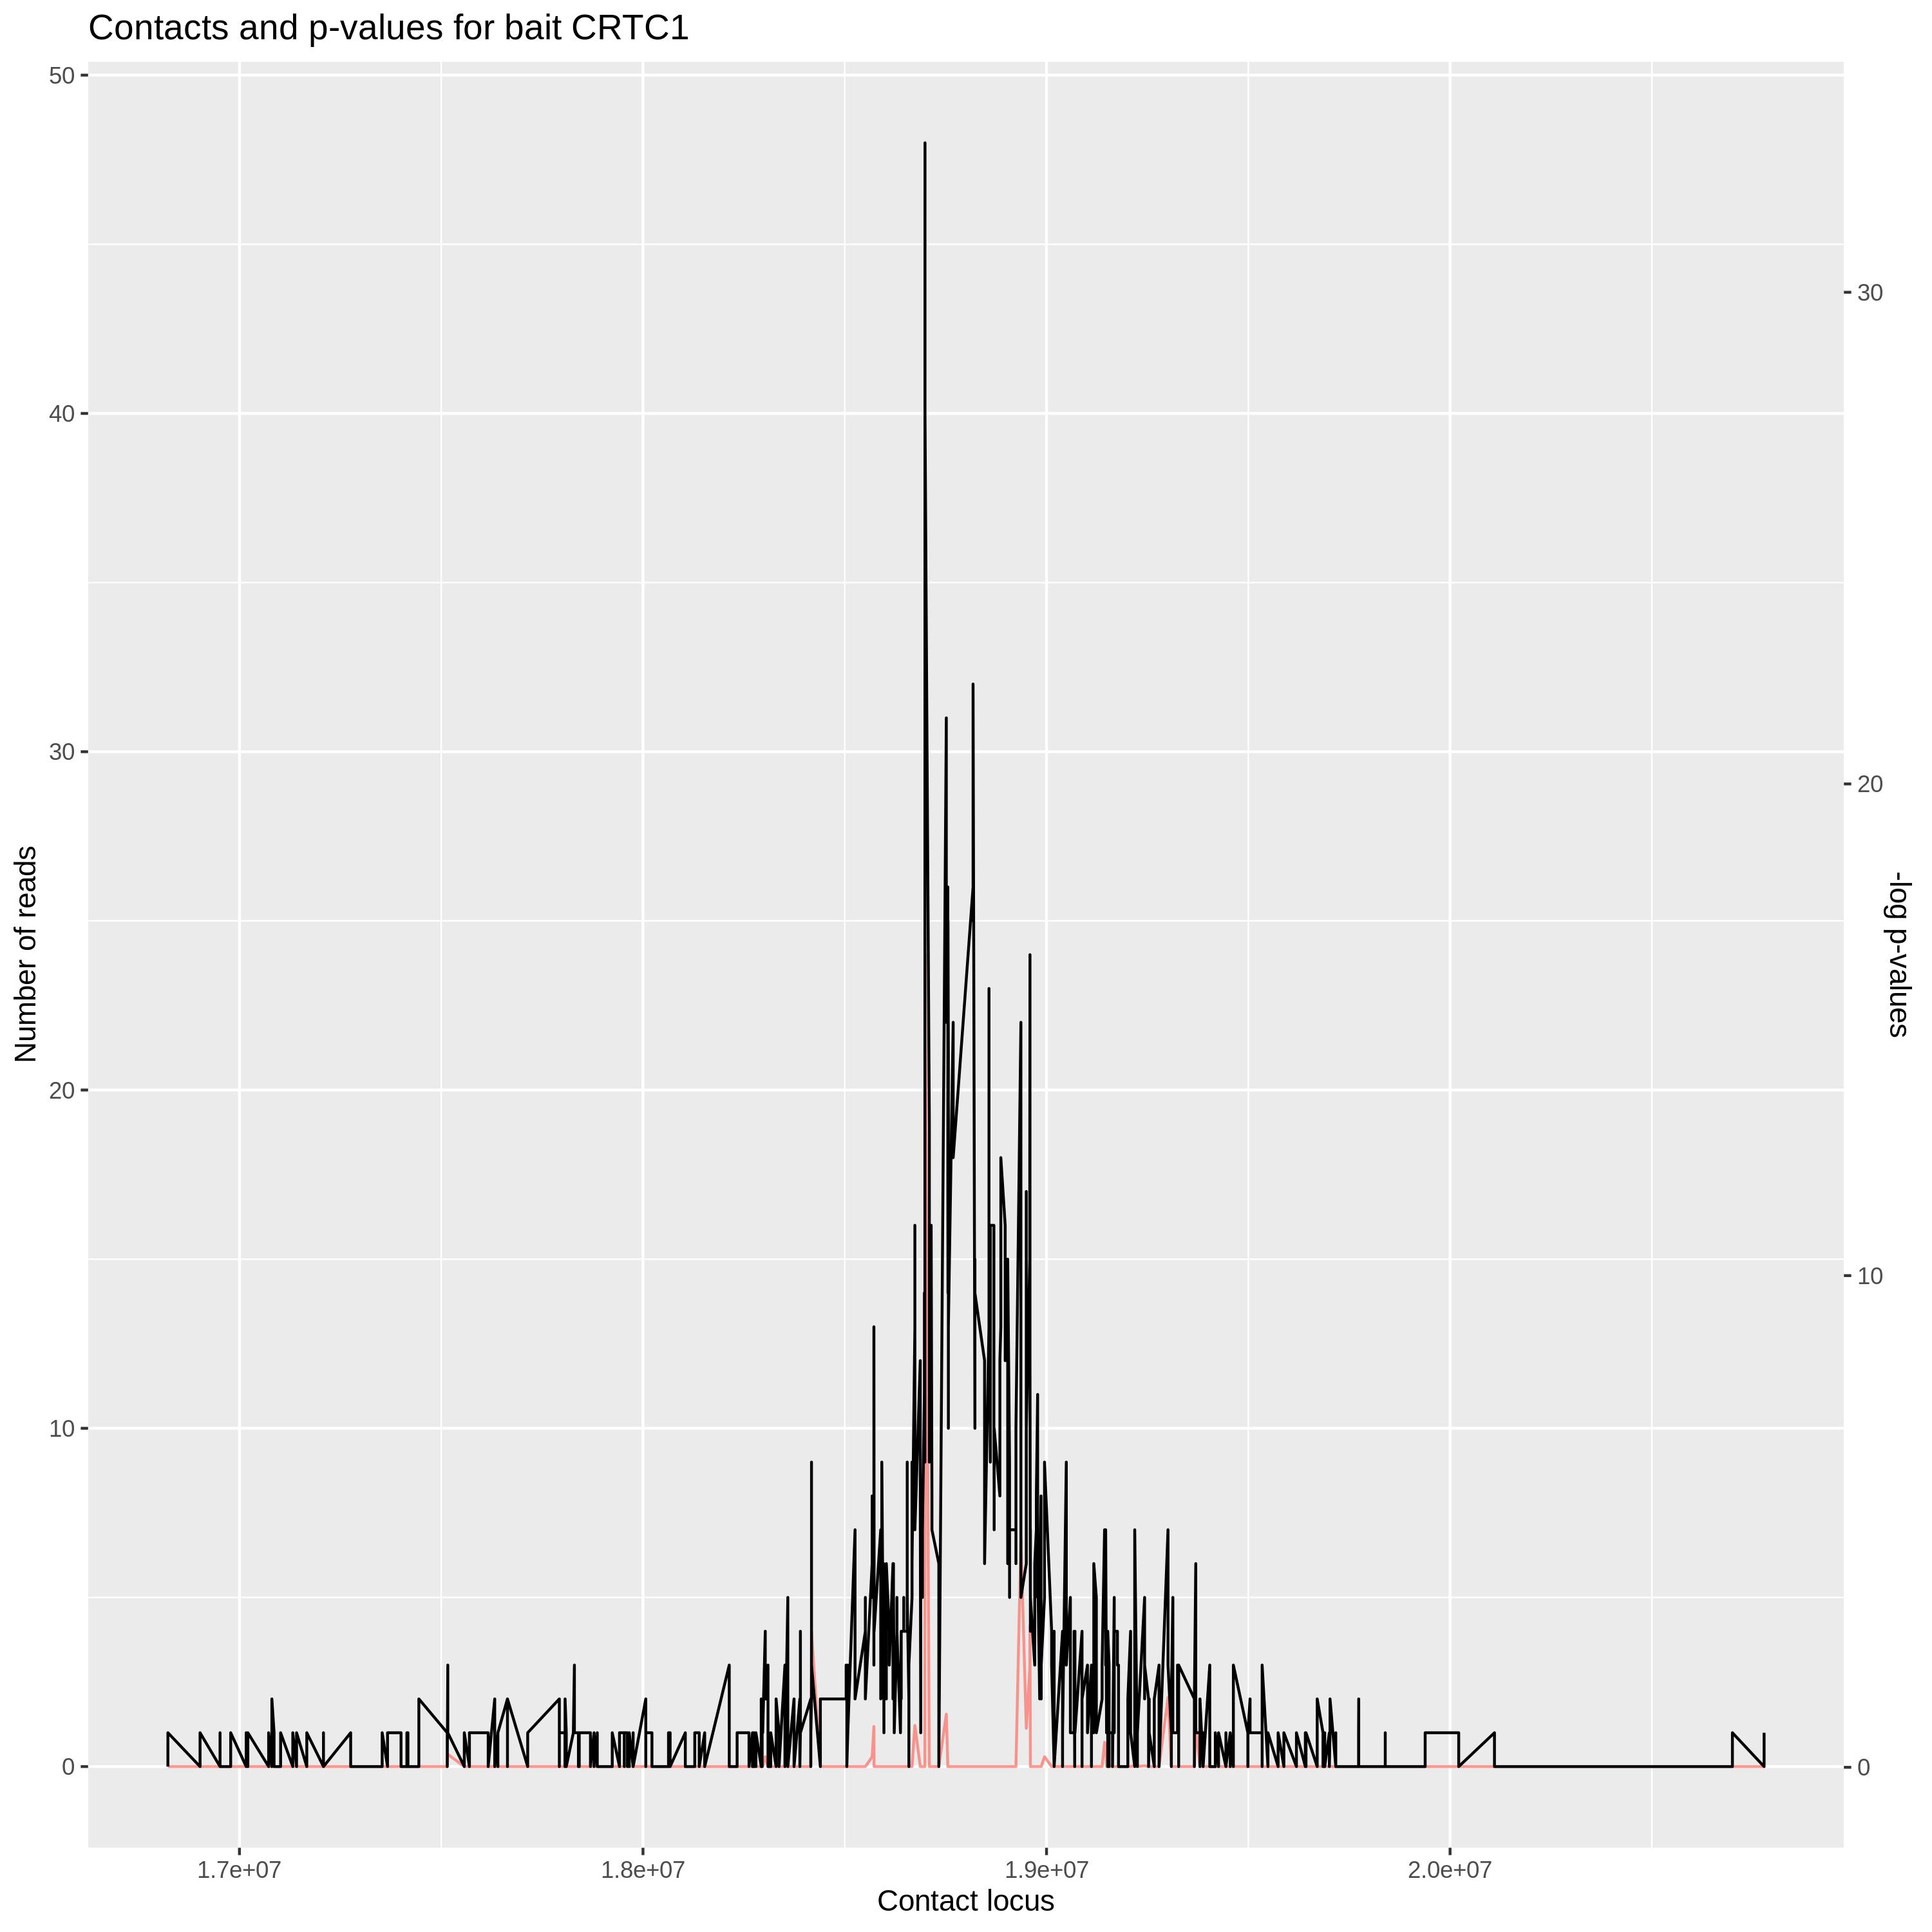 Contacts and p-values for bait CRTC1
50
40
30
20
10
0
Number of reads
30
20
10
0
-log p-values
1.7e+07
1.8e+07
1.9e+07
2.0e+07
Contact locus